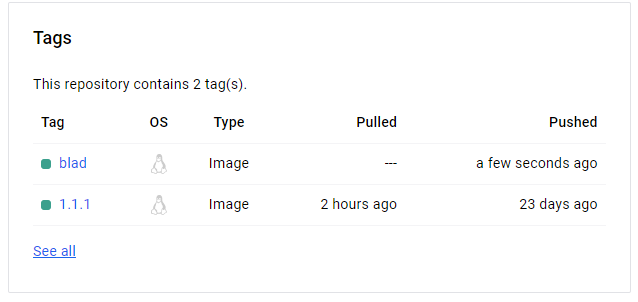 Tags
This repository contains 2 tag(s).
Tag OS Type Pulled Pushed
blad Image --- a few seconds ago
1.1.1 Image 2 hours ago 23 days ago
See all